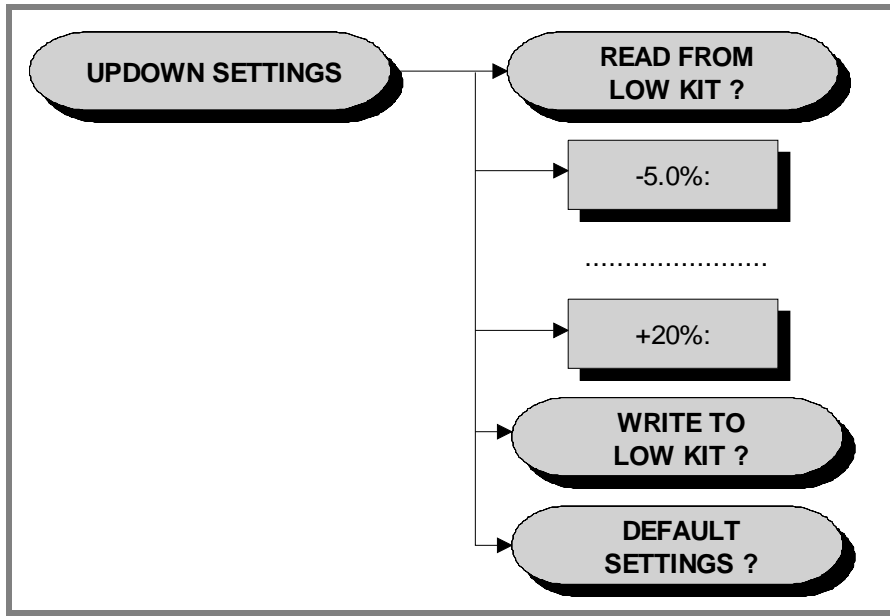 UPDOWN SETTINGS
READ FROM
LOW KIT ?
-5.0%:
.......................
+20%:
WRITE TO
LOW KIT ?
DEFAULT
SETTINGS ?